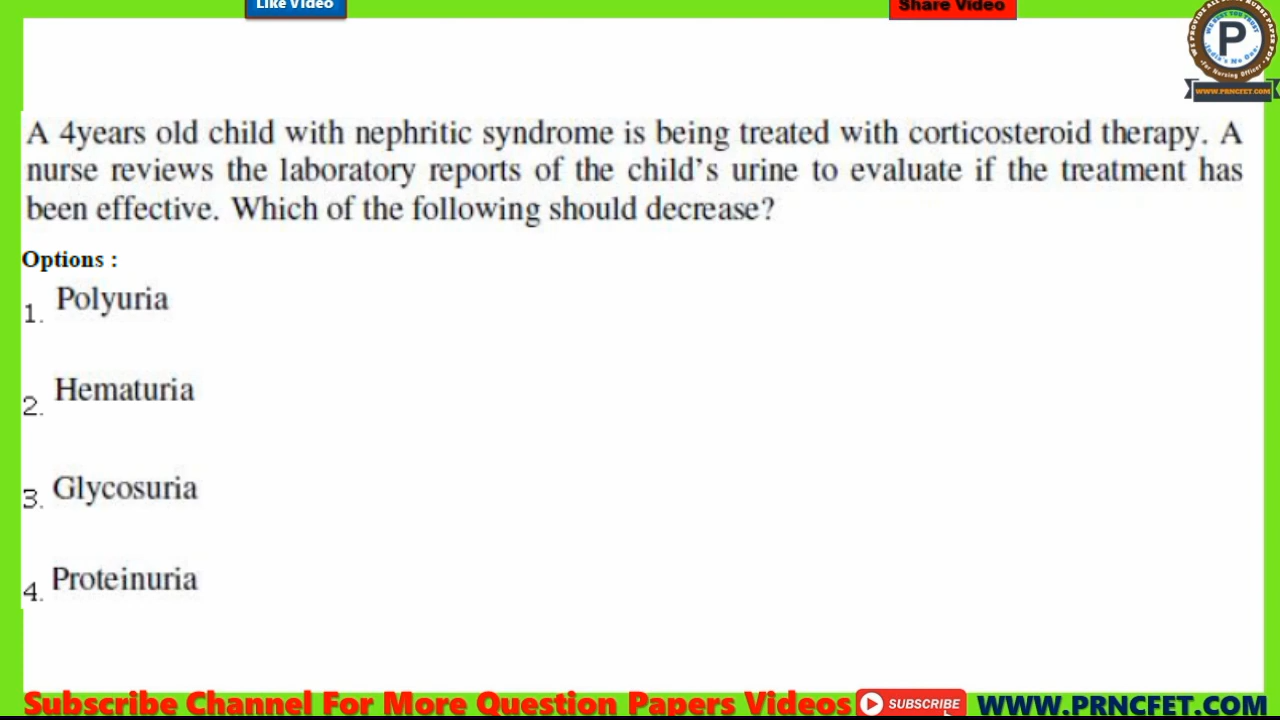 Like Video
Share Video
P
WWW.PRNCFET.COM
A 4years old child with nephritic syndrome is being treated with corticosteroid therapy. A
nurse reviews the laboratory reports of the child's urine to evaluate if the treatment has
been effective. Which of the following should decrease?
Options :
1. Polyuria
2. Hematuria
3. Glycosuria
4. Proteinuria
Subscribe Channel For More Question Papers Videos SUBSCRIBE WWW.PRNCFET.COM